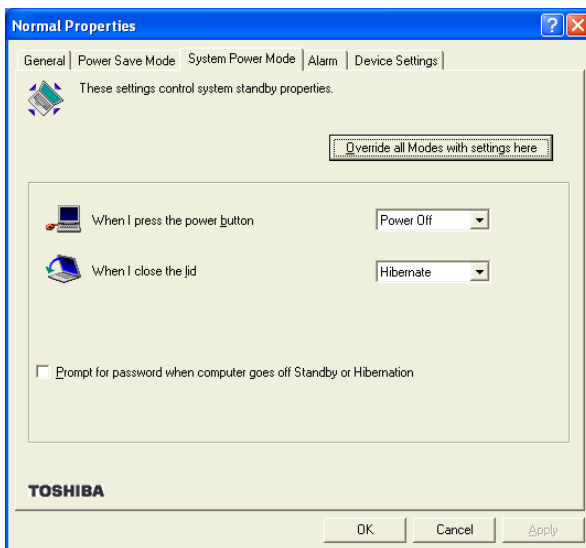 Normal Properties
General Power Save Mode System Power Mode Alarm Device Settings
These settings control system standby properties.
Override all Modes with settings here
When I press the power button Power Off
When I close the lid Hibernate
Prompt for password when computer goes off Standby or Hibernation
TOSHIBA
OK Cancel Apply